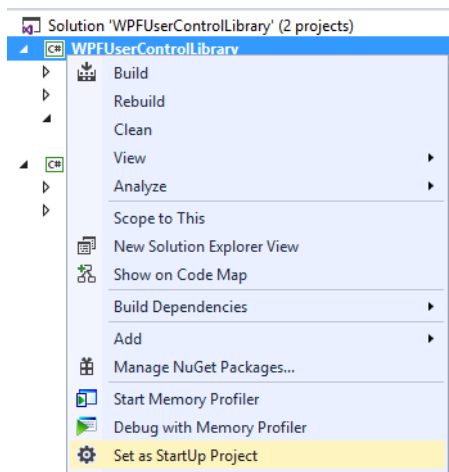 Solution 'WPFUserControlLibrary' (2 projects)
C# WPFUserControlLibrary
Build
Rebuild
Clean
View
C# Analyze
Scope to This
New Solution Explorer View
Show on Code Map
Build Dependencies
Add
Manage NuGet Packages...
Start Memory Profiler
Debug with Memory Profiler
Set as StartUp Project